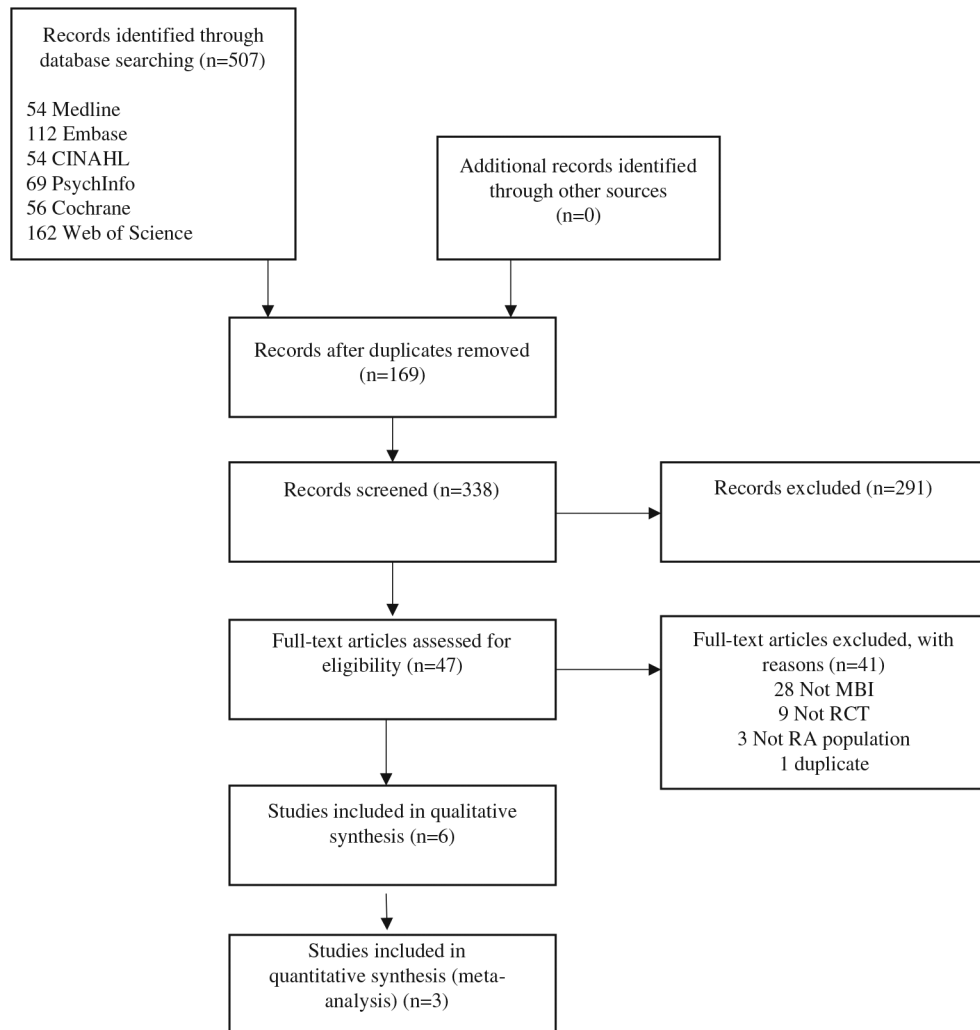 Records identified through
database searching (n=507)
54 Medline
112 Embase
54 CINAHL
69 PsychInfo
56 Cochrane
162 Web of Science
Additional records identified
through other sources
(n=0)
Records after duplicates removed
(n=169)
Records screened (n=338)
Records excluded (n=291)
Full-text articles assessed for
eligibility (n=47)
Full-text articles excluded, with
reasons (n=41)
28 Not MBI
9 Not RCT
3 Not RA population
1 duplicate
Studies included in qualitative
synthesis (n=6)
Studies included in
quantitative synthesis (meta-
analysis) (n=3)